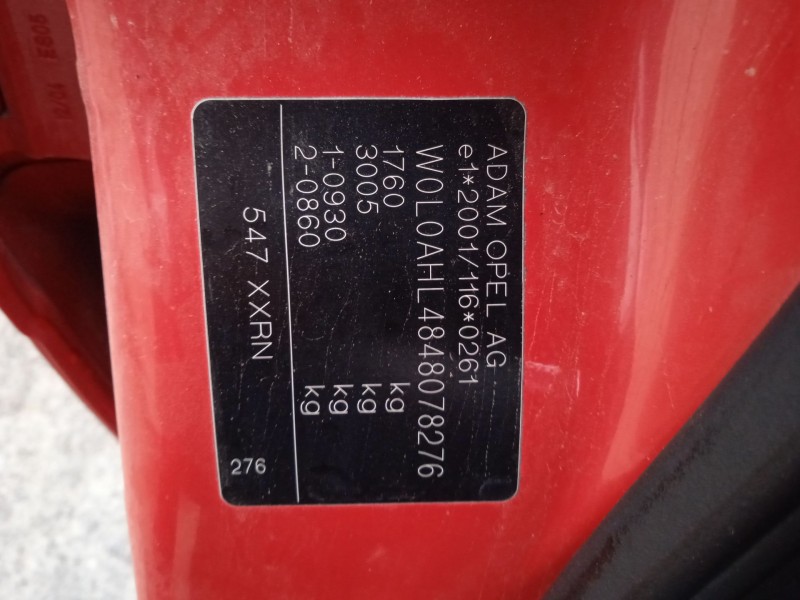 ADAM OPEL AG
e1*2001/116*0261
W0L0AHL4848078276
1760 kg
3005 kg
1-0930 kg
2-0860 kg
547 XXRN
276
E805